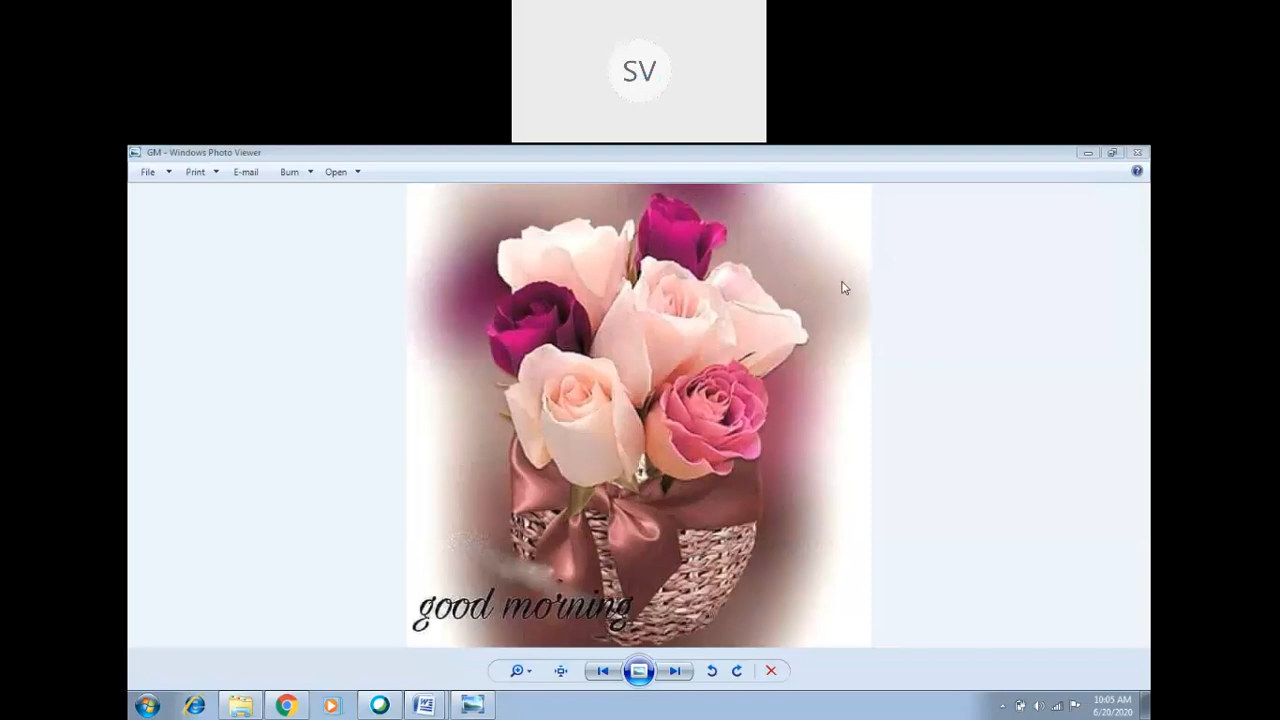 SV
GM - Windows Photo Viewer
File Print E-mail Burn Open
good morning
10:05 AM
6/20/2020